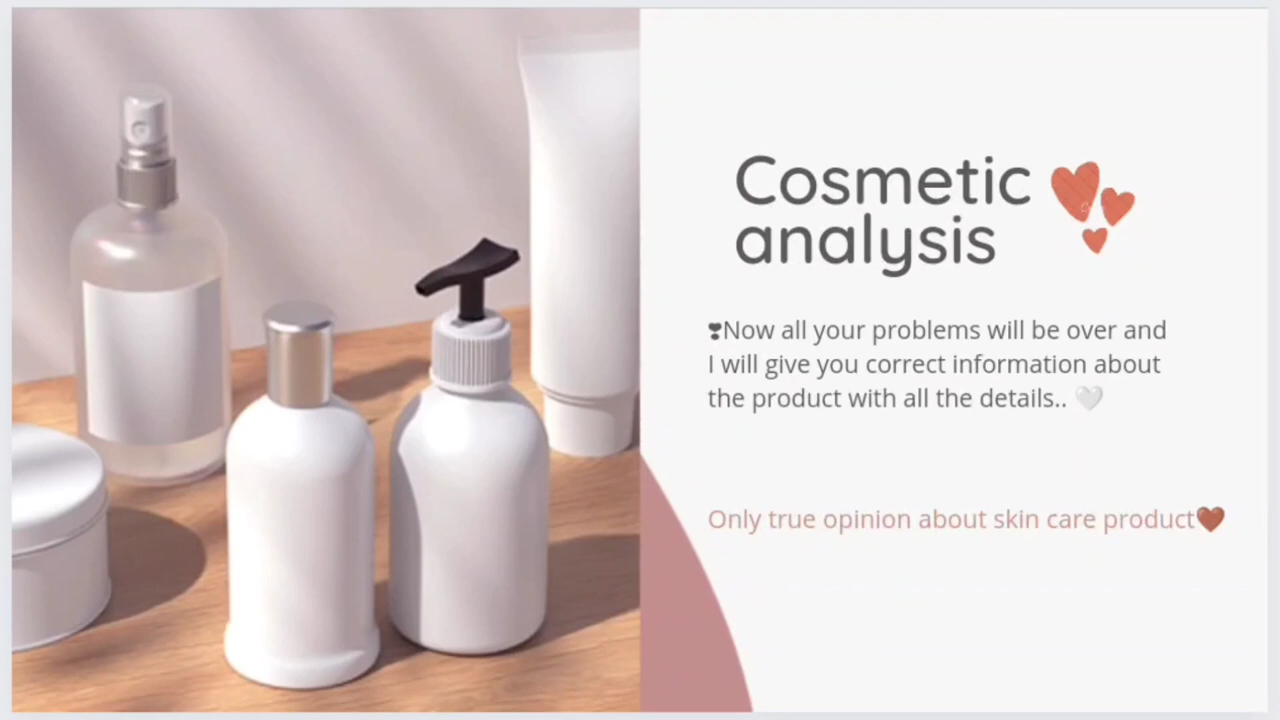 Cosmetic
analysis
❣Now all your problems will be over and
I will give you correct information about
the product with all the details.. 🤍
Only true opinion about skin care product🤎